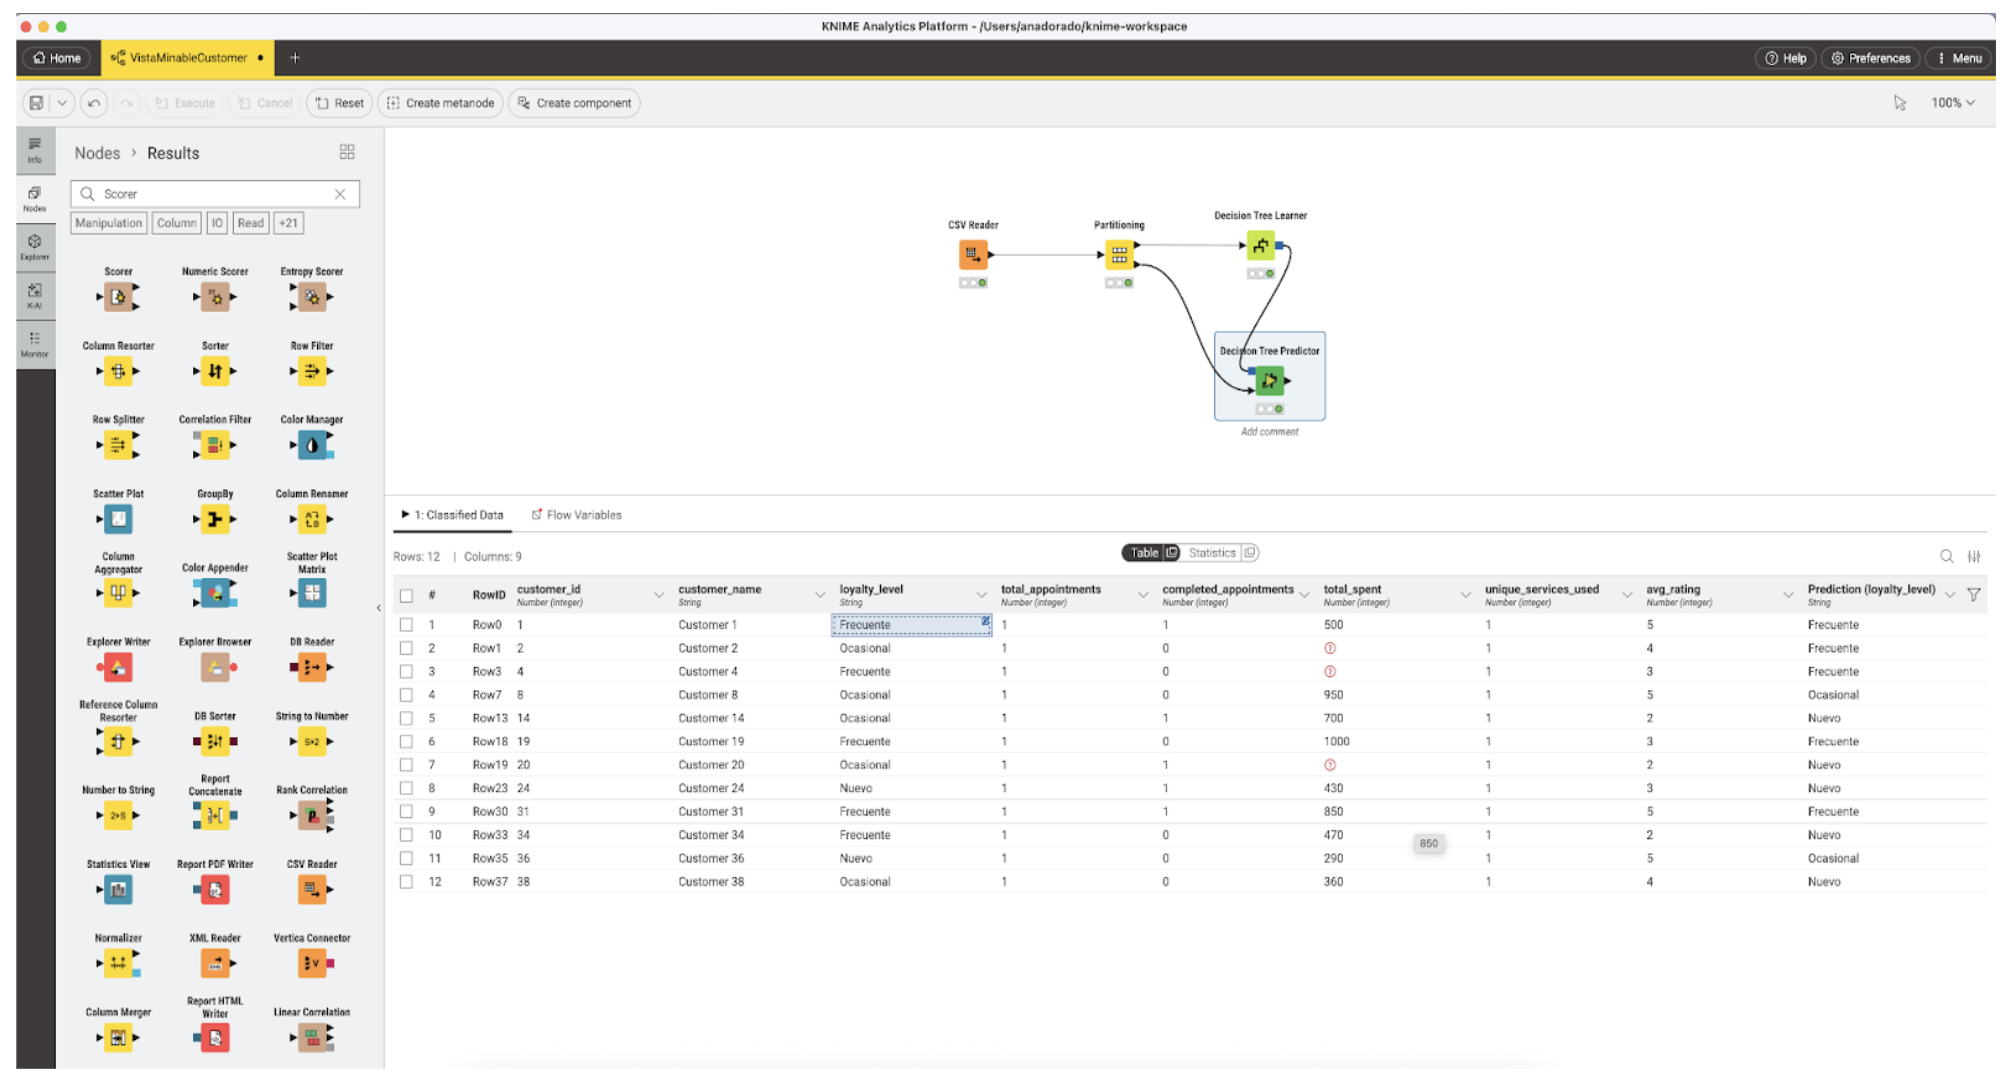 KNIME Analytics Platform - /Users/anadorado/knime-workspace
Home VistaMinableCustomer + Help Preferences Menu
Execute Cancel Reset Create metanode Create component 100%
Info
Nodes
Explorer
K-AI
Monitor
Nodes > Results
Scorer
Manipulation Column IO Read +21
Scorer Numeric Scorer Entropy Scorer
Column Resorter Sorter Row Filter
Row Splitter Correlation Filter Color Manager
Scatter Plot GroupBy Column Renamer
Column Aggregator Color Appender Scatter Plot Matrix
Explorer Writer Explorer Browser DB Reader
Reference Column Resorter DB Sorter String to Number
Number to String Report Concatenate Rank Correlation
Statistics View Report PDF Writer CSV Reader
Normalizer XML Reader Vertica Connector
Column Merger Report HTML Writer Linear Correlation
CSV Reader
Partitioning
Decision Tree Learner
Decision Tree Predictor
Add comment
1: Classified Data Flow Variables
Rows: 12 | Columns: 9 Table Statistics
# RowID customer_id customer_name loyalty_level total_appointments completed_appointments total_spent unique_services_used avg_rating Prediction (loyalty_level)
Number (integer) String String Number (integer) Number (integer) Number (integer) Number (integer) Number (integer) String
1 Row0 1 Customer 1 Frecuente 1 1 500 1 5 Frecuente
2 Row1 2 Customer 2 Ocasional 1 0 ? 1 4 Frecuente
3 Row3 4 Customer 4 Frecuente 1 0 ? 1 3 Frecuente
4 Row7 8 Customer 8 Ocasional 1 0 950 1 5 Ocasional
5 Row13 14 Customer 14 Ocasional 1 1 700 1 2 Nuevo
6 Row18 19 Customer 19 Frecuente 1 0 1000 1 3 Frecuente
7 Row19 20 Customer 20 Ocasional 1 1 ? 1 2 Nuevo
8 Row23 24 Customer 24 Nuevo 1 1 430 1 3 Nuevo
9 Row30 31 Customer 31 Frecuente 1 1 850 1 5 Frecuente
10 Row33 34 Customer 34 Frecuente 1 0 470 1 2 Nuevo
850
11 Row35 36 Customer 36 Nuevo 1 0 290 1 5 Ocasional
12 Row37 38 Customer 38 Ocasional 1 0 360 1 4 Nuevo